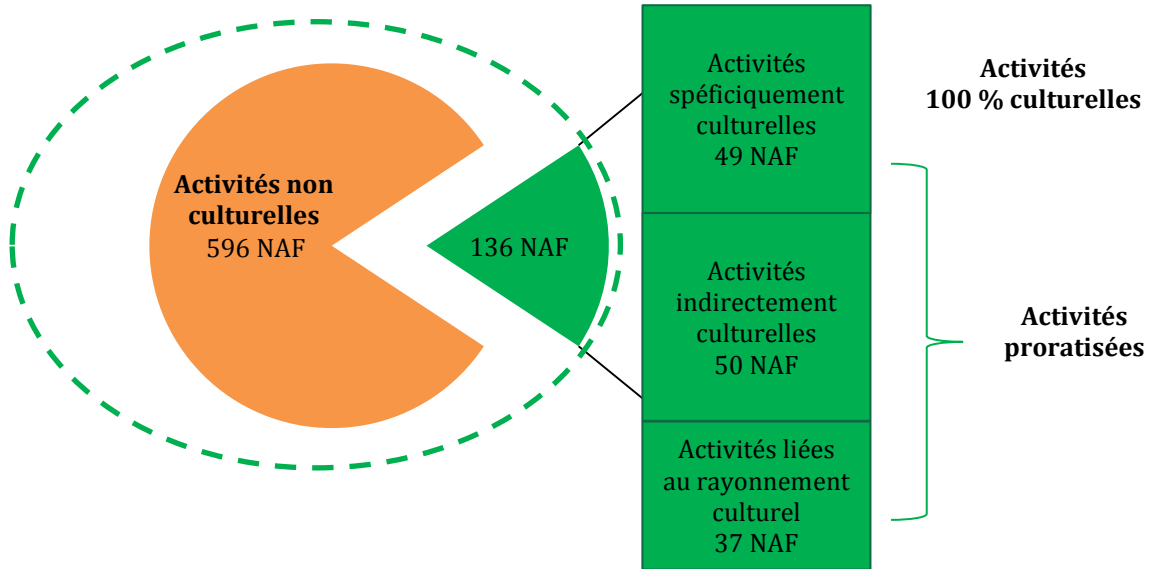 Activités non
culturelles
596 NAF
136 NAF
Activités
spéficiquement
culturelles
49 NAF
Activités
indirectement
culturelles
50 NAF
Activités liées
au rayonnement
culturel
37 NAF
Activités
100 % culturelles
Activités
proratisées